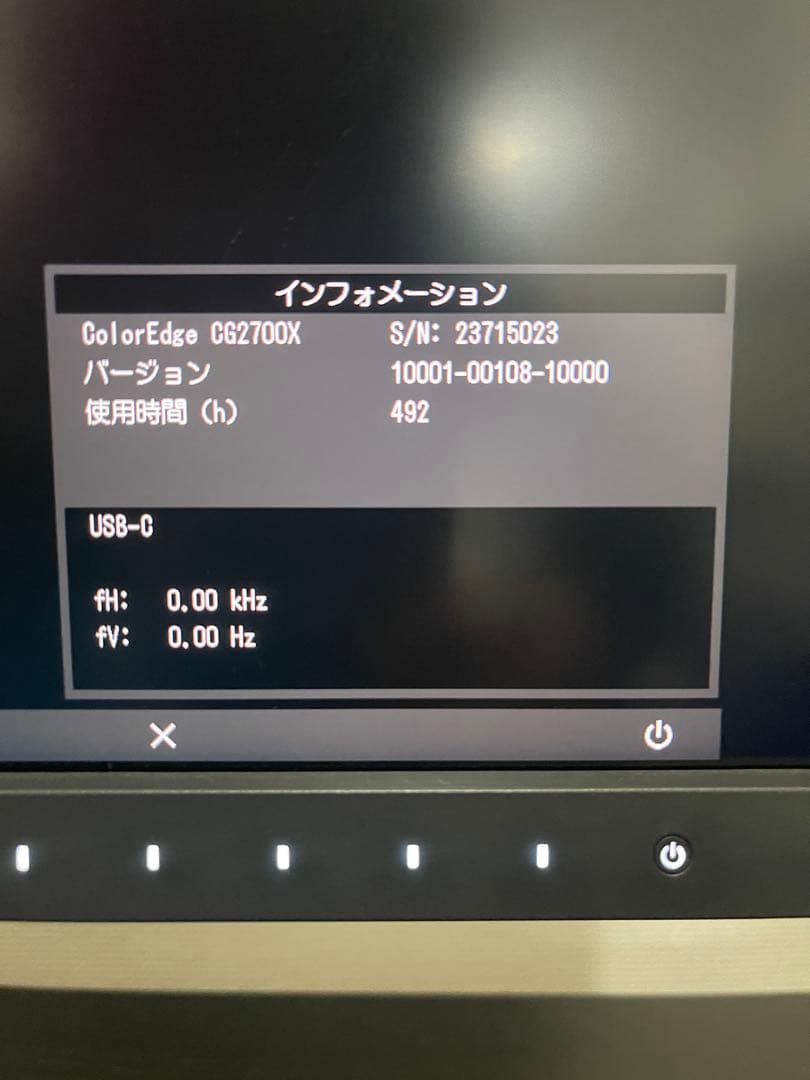 インフォメーション
ColorEdge CG2700X S/N: 23715023
バージョン 10001-00108-10000
使用時間 (h) 492
USB-C
fH: 0.00 kHz
fV: 0.00 Hz